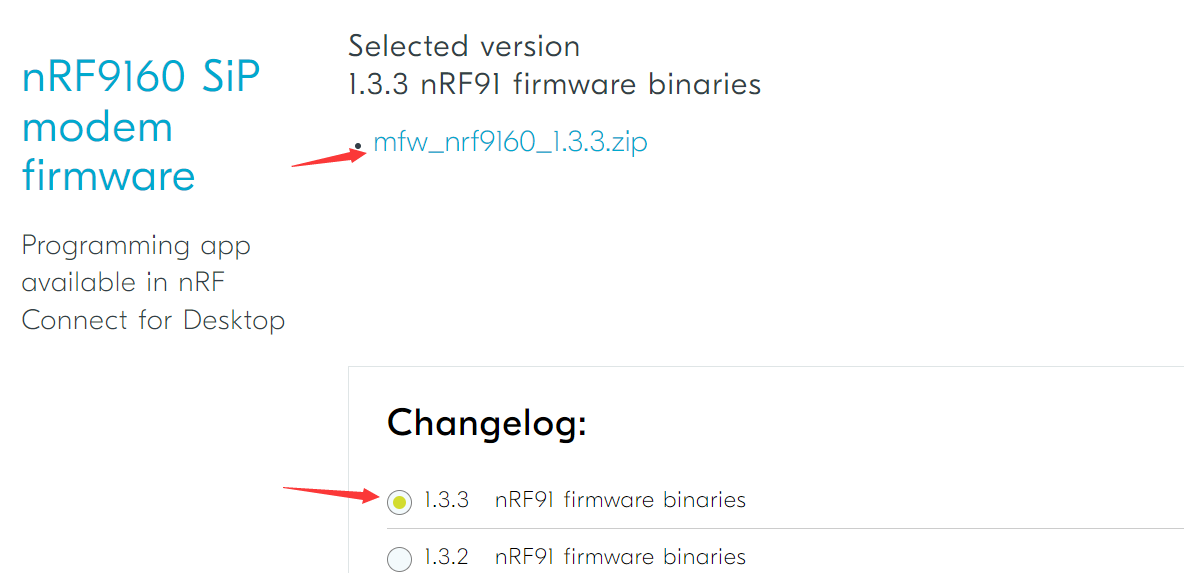 nRF9160 SiP
modem
firmware
Programming app
available in nRF
Connect for Desktop
Selected version
1.3.3 nRF91 firmware binaries
mfw_nrf9160_1.3.3.zip
Changelog:
1.3.3 nRF91 firmware binaries
1.3.2 nRF91 firmware binaries